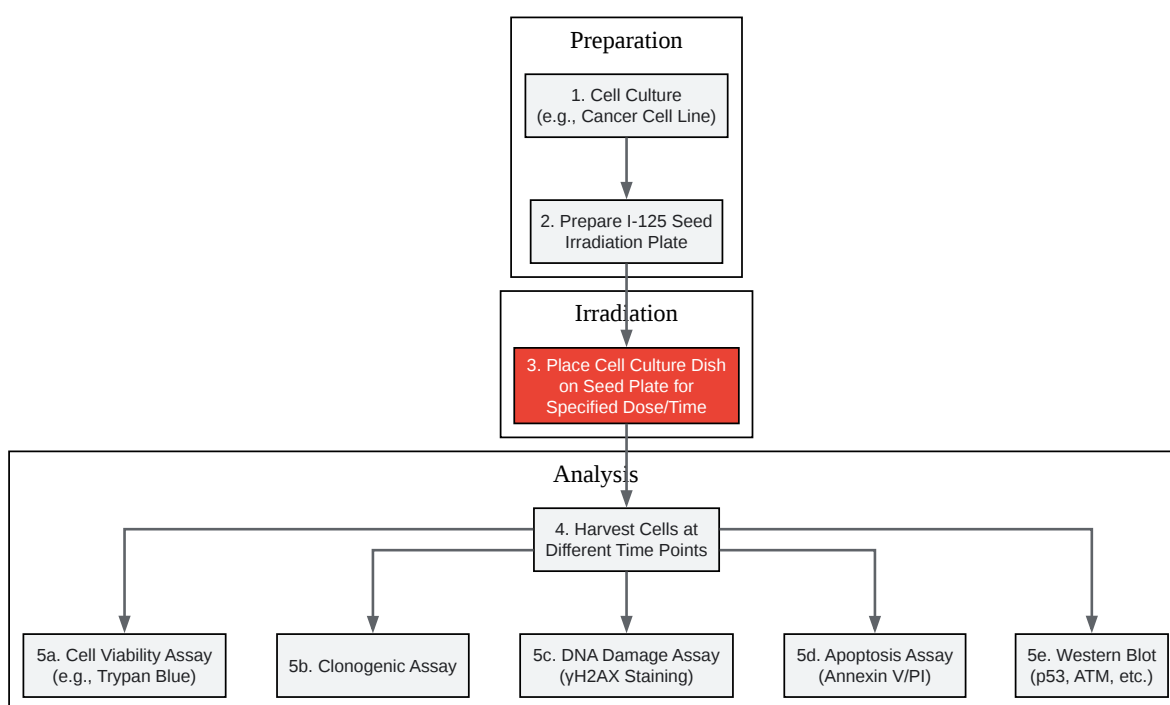 Preparation
1. Cell Culture
(e.g., Cancer Cell Line)
2. Prepare I-125 Seed
Irradiation Plate
Irradiation
3. Place Cell Culture Dish
on Seed Plate for
Specified Dose/Time
Analysis
4. Harvest Cells at
Different Time Points
5a. Cell Viability Assay
(e.g., Trypan Blue)
5b. Clonogenic Assay
5c. DNA Damage Assay
(γH2AX Staining)
5d. Apoptosis Assay
(Annexin V/PI)
5e. Western Blot
(p53, ATM, etc.)